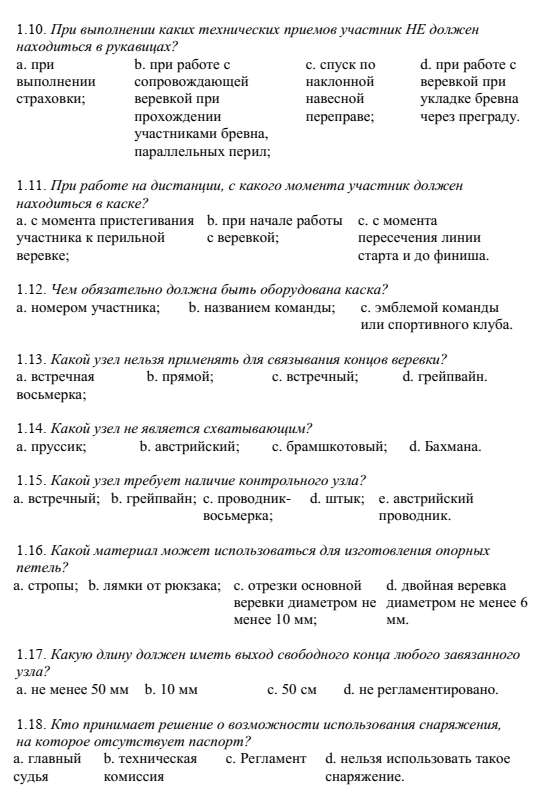 1.10. При выполнении каких технических приемов участник НЕ должен
находиться в рукавицах?
a. при выполнении страховки;
b. при работе с сопровождающей веревкой при прохождении участниками бревна, параллельных перил;
c. спуск по наклонной навесной переправе;
d. при работе с веревкой при укладке бревна через преграду.
1.11. При работе на дистанции, с какого момента участник должен
находиться в каске?
a. с момента пристегивания участника к перильной веревке;
b. при начале работы с веревкой;
c. с момента пересечения линии старта и до финиша.
1.12. Чем обязательно должна быть оборудована каска?
a. номером участника;
b. названием команды;
c. эмблемой команды или спортивного клуба.
1.13. Какой узел нельзя применять для связывания концов веревки?
a. встречная восьмерка;
b. прямой;
c. встречный;
d. грейпвайн.
1.14. Какой узел не является схватывающим?
a. пруссик;
b. австрийский;
c. брамшкотовый;
d. Бахмана.
1.15. Какой узел требует наличие контрольного узла?
a. встречный;
b. грейпвайн;
c. проводник-восьмерка;
d. штык;
e. австрийский проводник.
1.16. Какой материал может использоваться для изготовления опорных
петель?
a. стропы;
b. лямки от рюкзака;
c. отрезки основной веревки диаметром не менее 10 мм;
d. двойная веревка диаметром не менее 6 мм.
1.17. Какую длину должен иметь выход свободного конца любого завязанного
узла?
a. не менее 50 мм
b. 10 мм
c. 50 см
d. не регламентировано.
1.18. Кто принимает решение о возможности использования снаряжения,
на которое отсутствует паспорт?
a. главный судья
b. техническая комиссия
c. Регламент
d. нельзя использовать такое снаряжение.